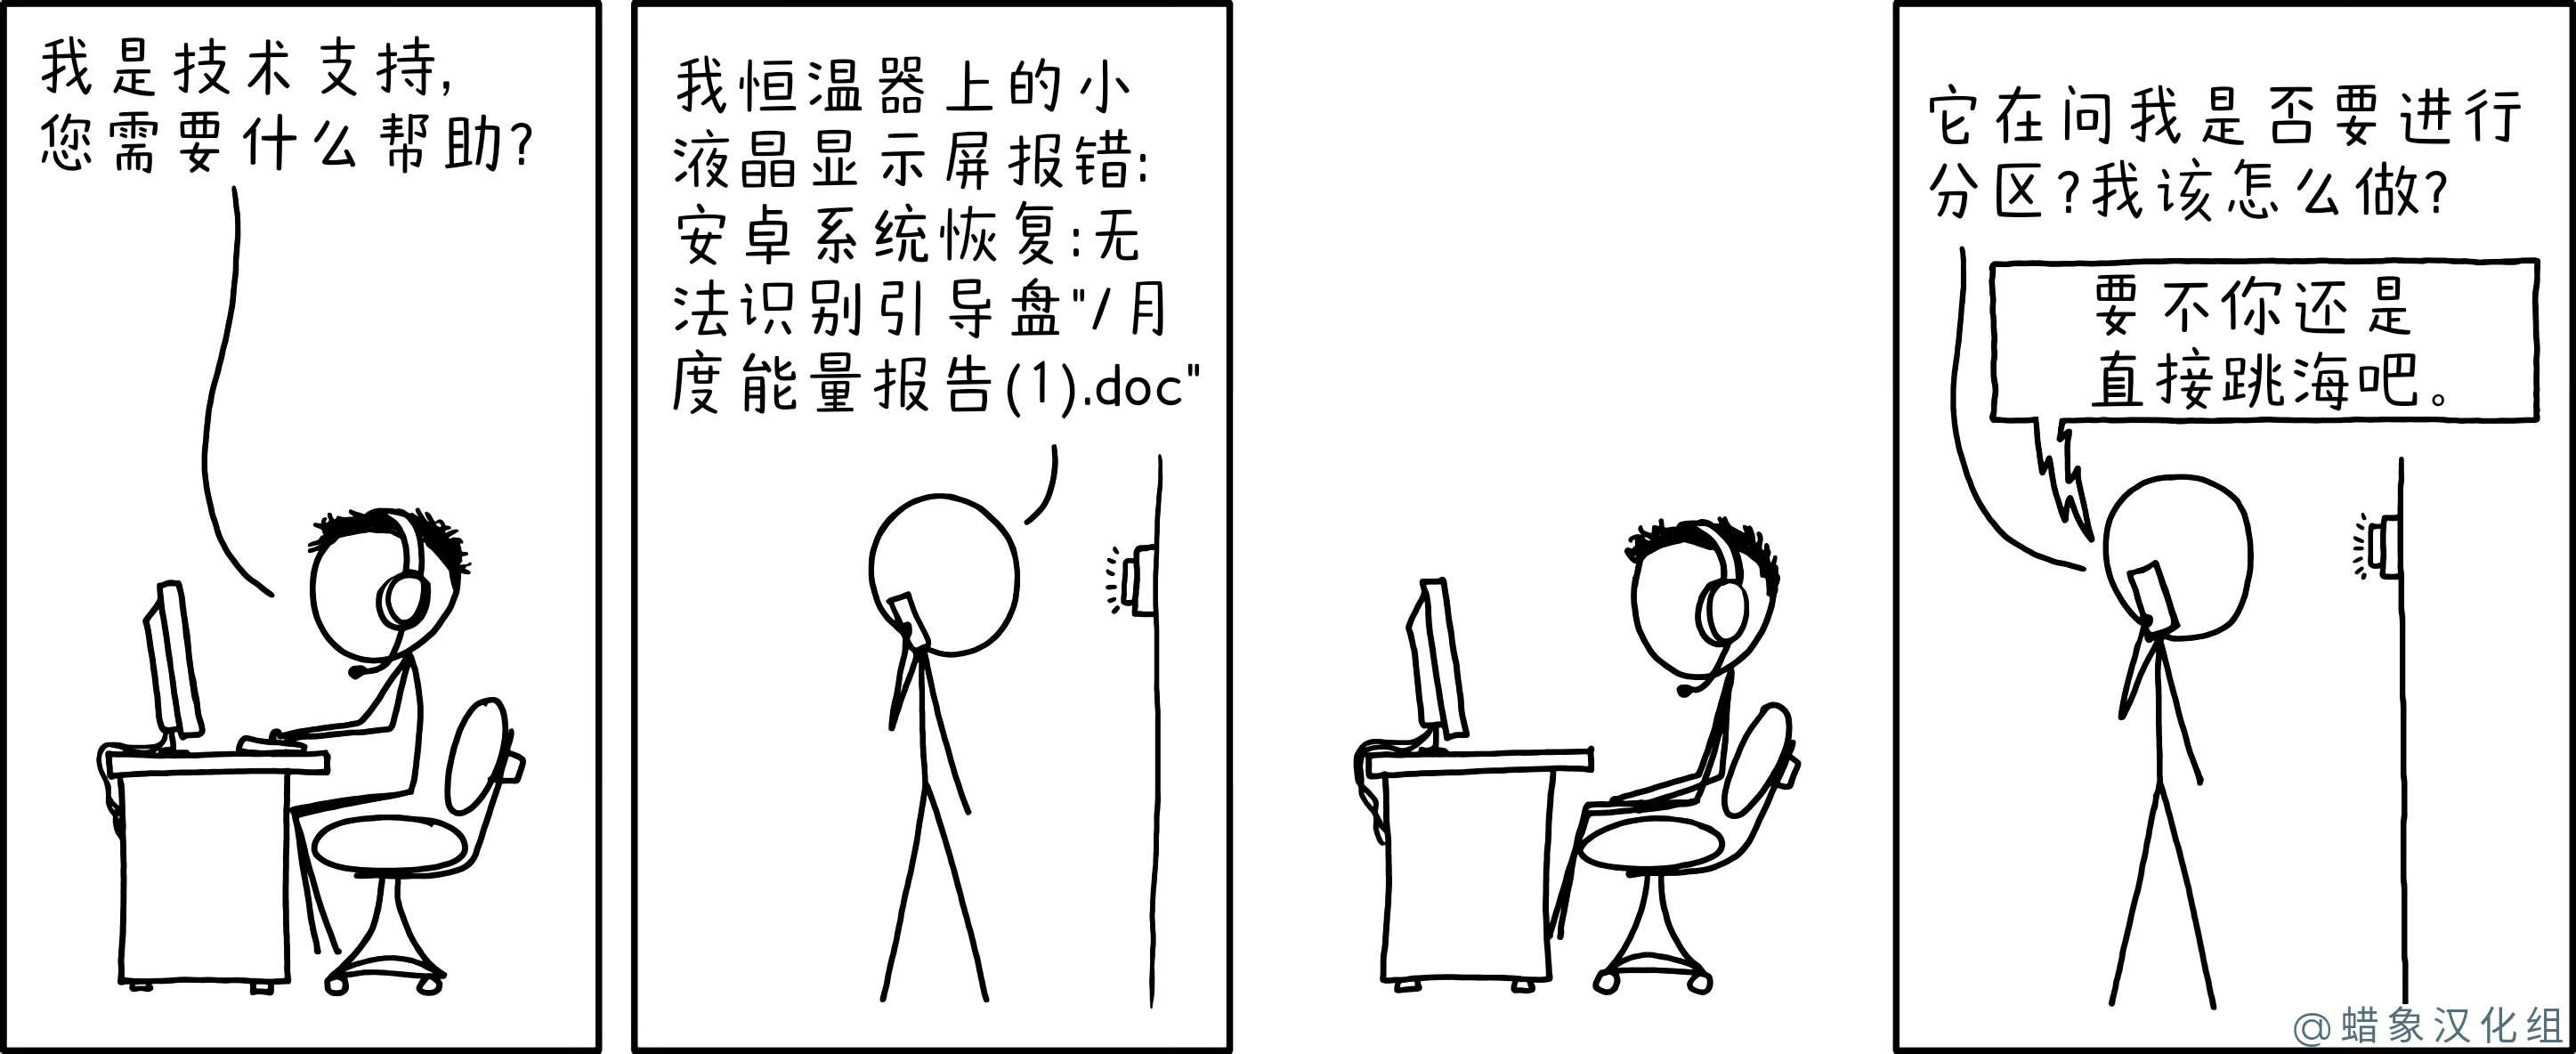 我是技术支持,
您需要什么帮助?
我恒温器上的小
液晶显示屏报错:
安卓系统恢复:无
法识别引导盘"/月
度能量报告(1).doc"
它在问我是否要进行
分区?我该怎么做?
要不你还是
直接跳海吧。
@蜡象汉化组